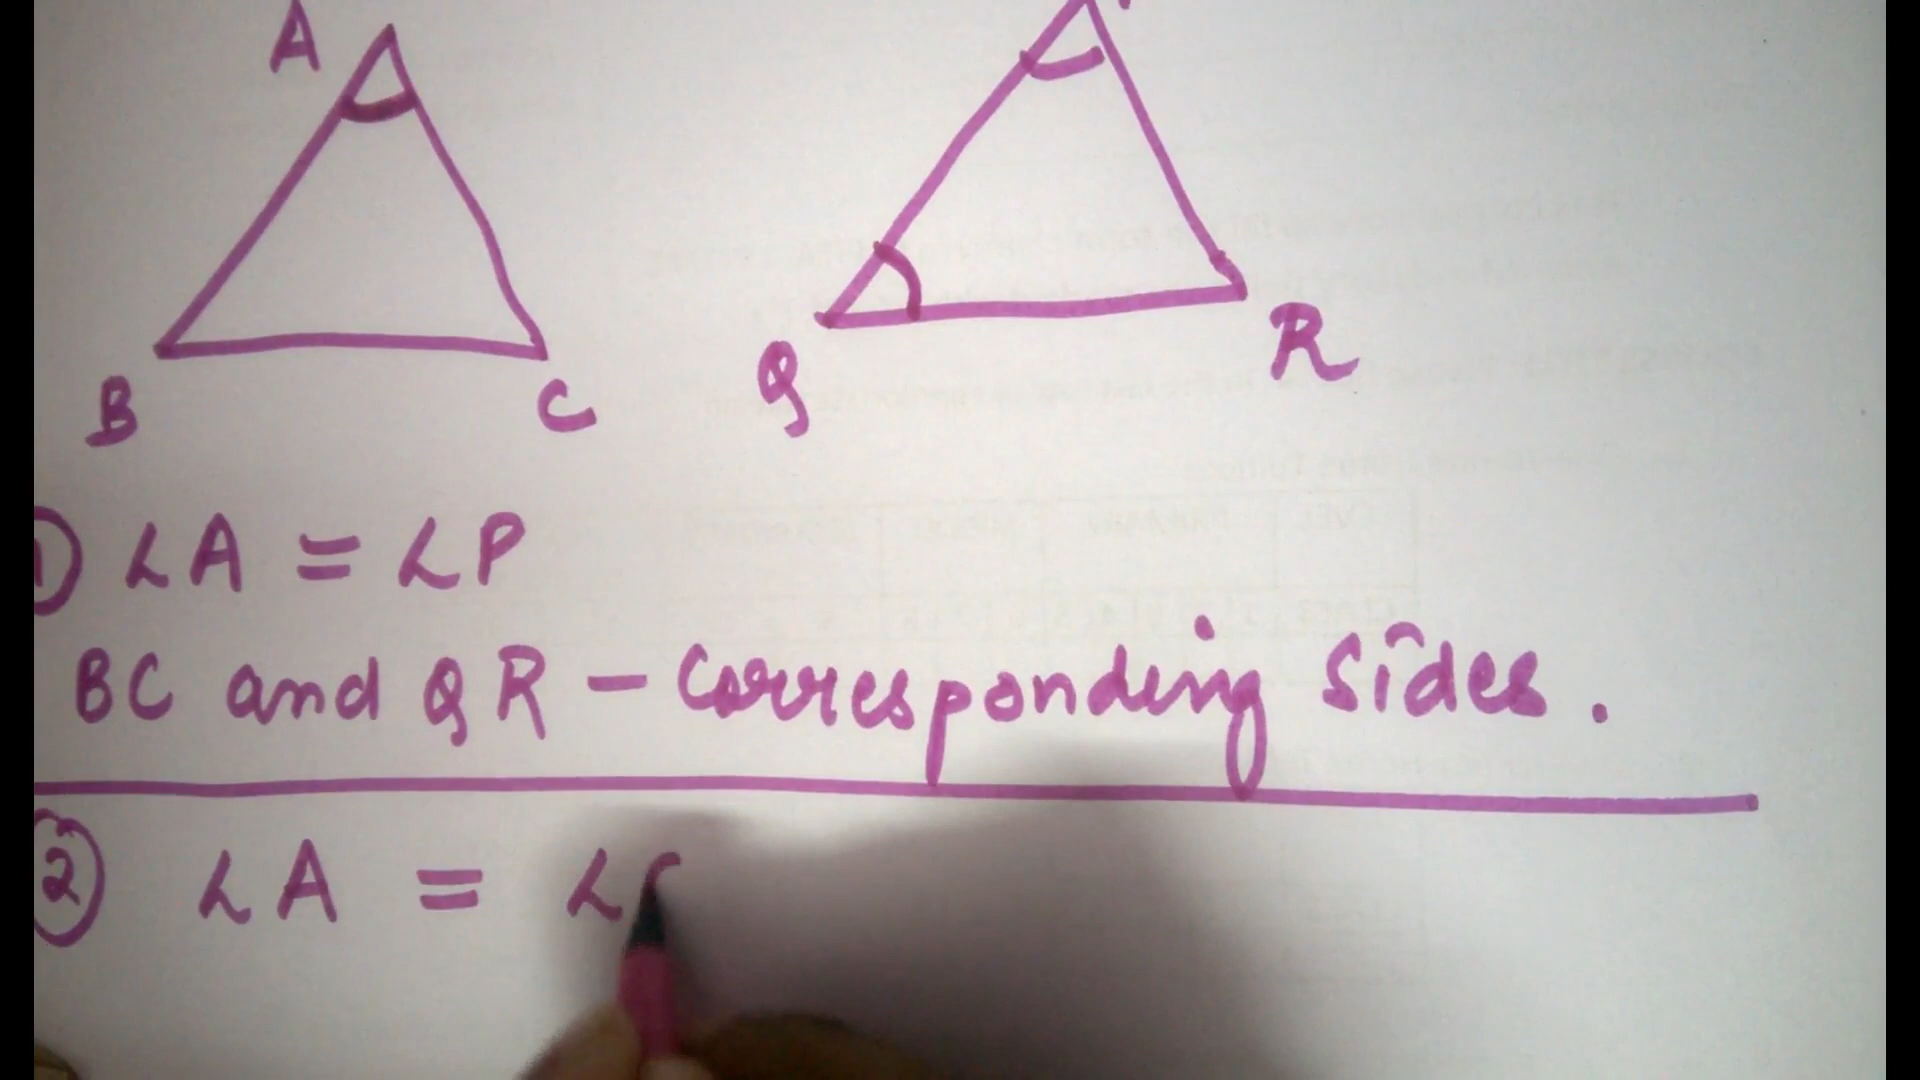 A
B
C
Q
R
1) ∠A = ∠P
BC and QR - Corresponding Sides.
2 ∠A = ∠